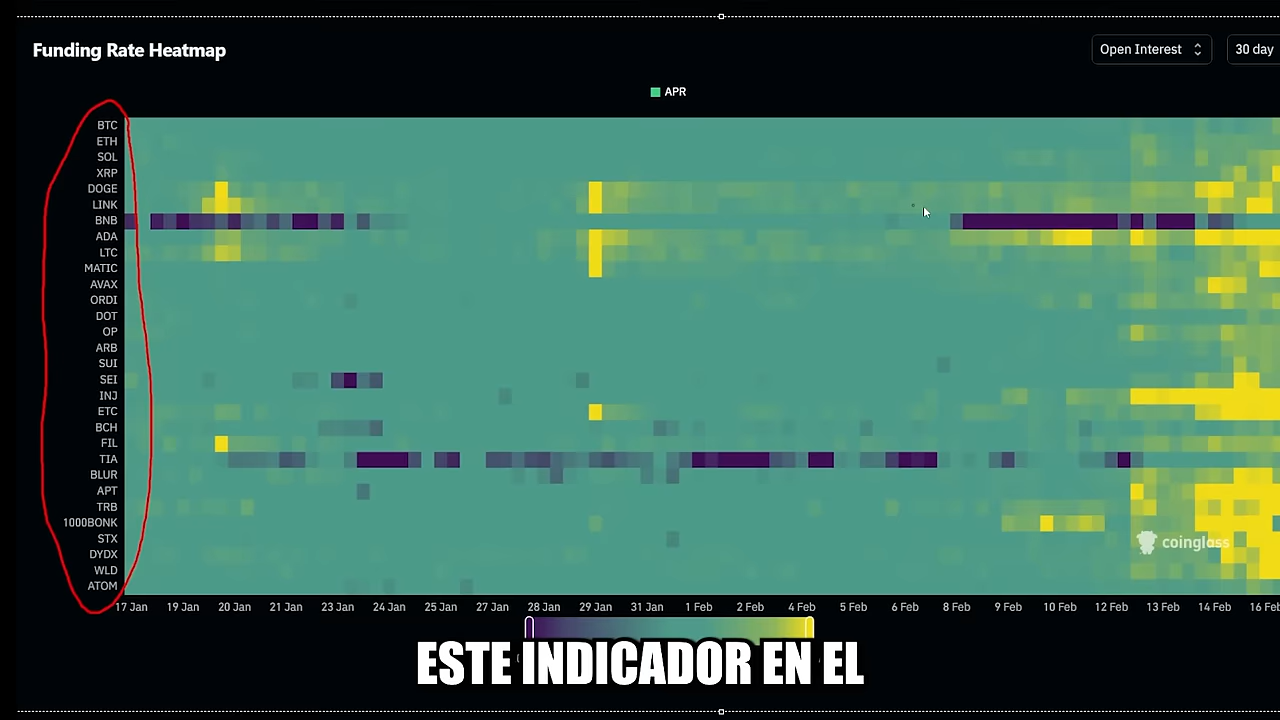 Funding Rate Heatmap
Open Interest
30 day
APR
BTC
ETH
SOL
XRP
DOGE
LINK
BNB
ADA
LTC
MATIC
AVAX
ORDI
DOT
OP
ARB
SUI
SEI
INJ
ETC
BCH
FIL
TIA
BLUR
APT
TRB
1000BONK
STX
DYDX
WLD
ATOM
coinglass
17 Jan 19 Jan 20 Jan 21 Jan 23 Jan 24 Jan 25 Jan 27 Jan 28 Jan 29 Jan 31 Jan 1 Feb 2 Feb 4 Feb 5 Feb 6 Feb 8 Feb 9 Feb 10 Feb 12 Feb 13 Feb 14 Feb 16 Feb
ESTE INDICADOR EN EL